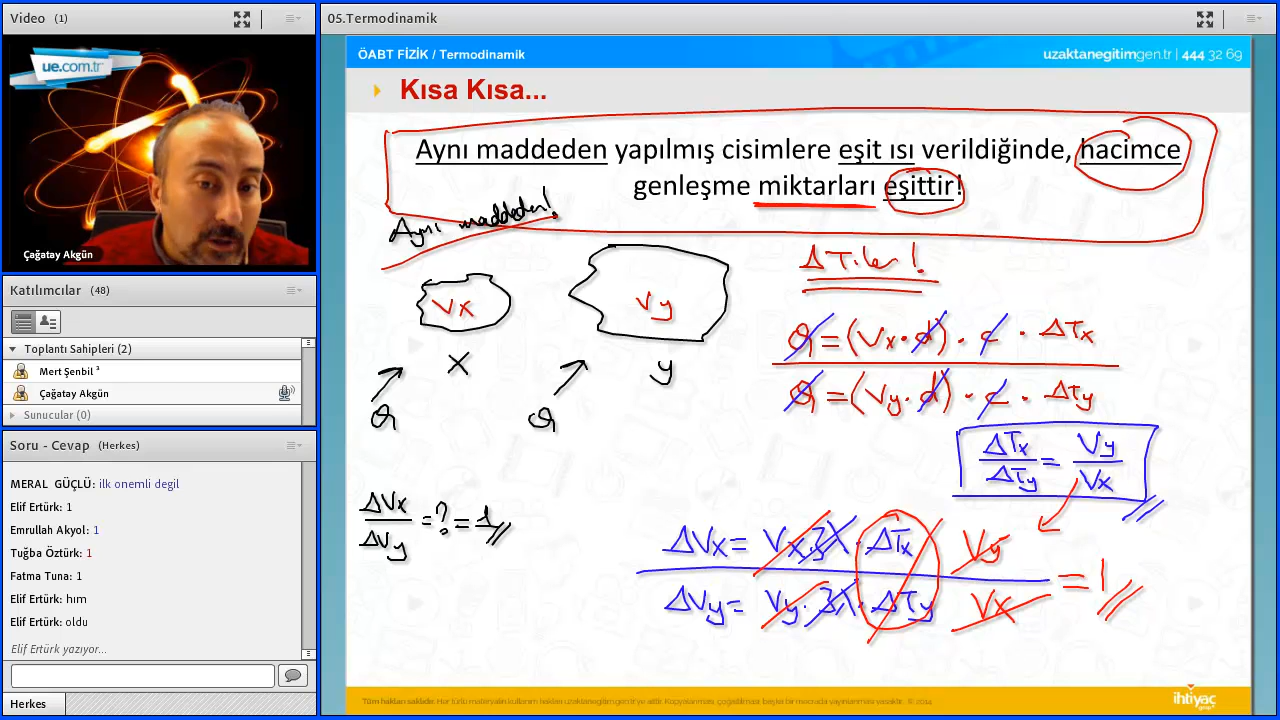 Video (1)
ue.com.tr
Çağatay Akgün
Katılımcılar (48)
Toplantı Sahipleri (2)
Mert Şenbil
Çağatay Akgün
Sunucular (0)
Soru - Cevap (Herkes)
MERAL GÜÇLÜ: ilk onemli degil
Elif Ertürk: 1
Emrullah Akyol: 1
Tuğba Öztürk: 1
Fatma Tuna: 1
Elif Ertürk: hım
Elif Ertürk: oldu
Elif Ertürk yazıyor...
Herkes
05.Termodinamik
ÖABT FİZİK / Termodinamik
uzaktanegitimgen.tr | 444 32 69
Kısa Kısa...
Aynı maddeden yapılmış cisimlere eşit ısı verildiğinde, hacimce
genleşme miktarları eşittir!
Aynı maddeden!
ΔT'ler!
Vx
Vy
X
y
Q
Q
Q = (Vx · d) · c · ΔTx
Q = (Vy · d) · c · ΔTy
ΔTx/ΔTy = Vy/Vx
ΔVx/ΔVy = ? = 1
ΔVx = Vx · 3λ · ΔTx Vy
ΔVy = Vy · 3λ · ΔTy Vx
= 1
ihtiyaç